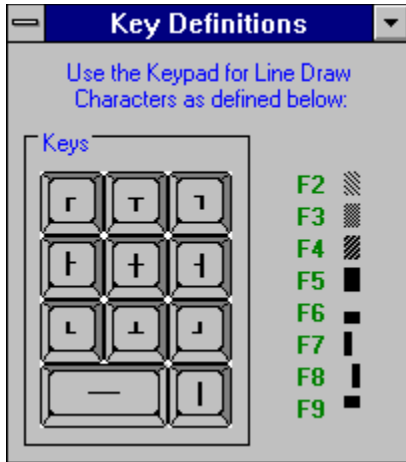 Key Definitions
Use the Keypad for Line Draw
Characters as defined below:
Keys
┌ ┬ ┐
├ ┼ ┤
└ ┴ ┘
─ │
F2 ░
F3 ▒
F4 ▓
F5 █
F6 ▄
F7 ▌
F8 ▐
F9 ▀